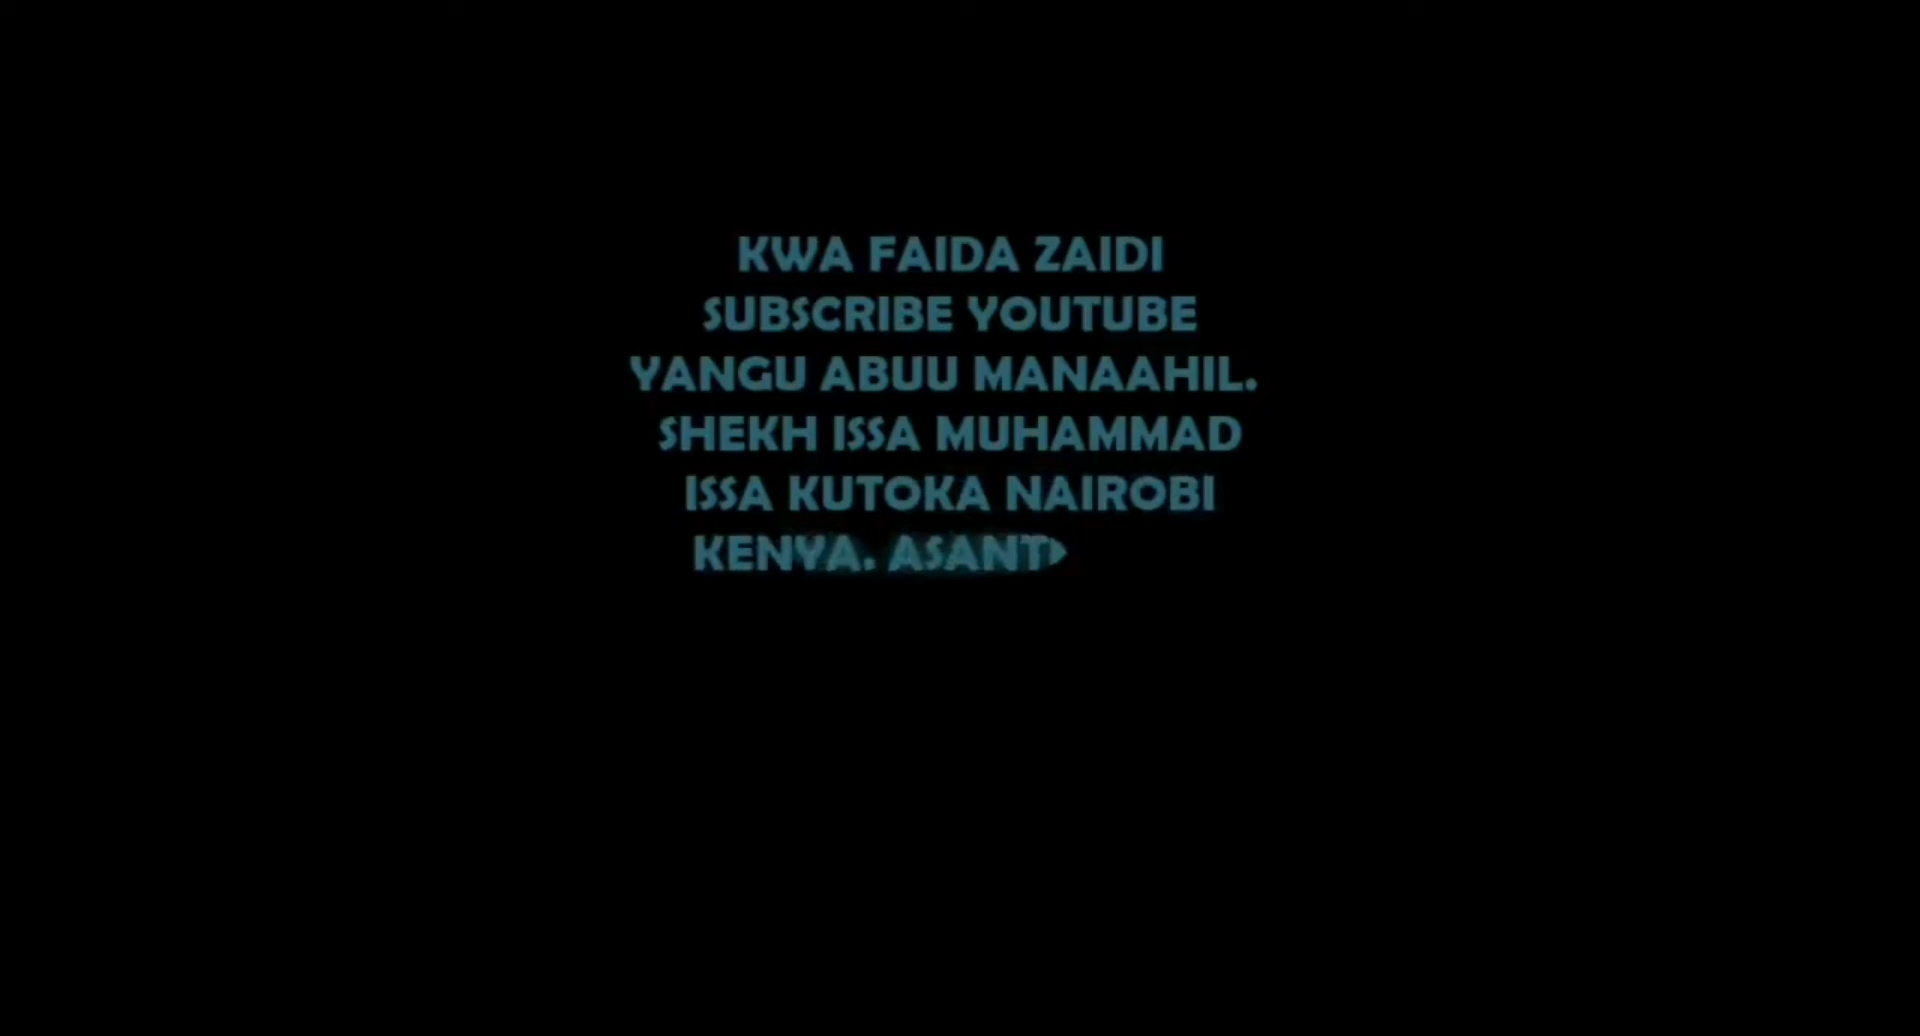 KWA FAIDA ZAIDI
SUBSCRIBE YOUTUBE
YANGU ABUU MANAAHIL.
SHEKH ISSA MUHAMMAD
ISSA KUTOKA NAIROBI
KENYA. ASANT